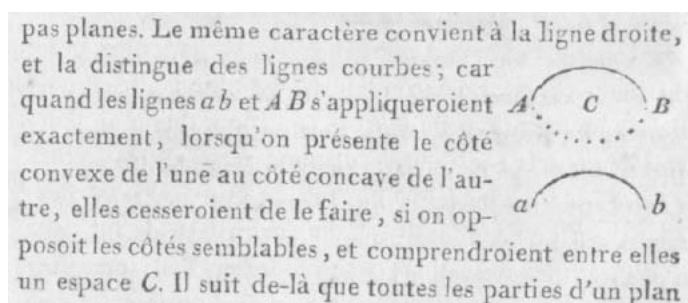 pas planes. Le même caractère convient à la ligne droite,
et la distingue des lignes courbes; car
quand les lignes a b et A B s'appliqueroient
exactement, lorsqu'on présente le côté
convexe de l'une au côté concave de l'au-
tre, elles cesseroient de le faire, si on op-
posoit les côtés semblables, et comprendroient entre elles
un espace C. Il suit de-là que toutes les parties d'un plan
A C B
a b